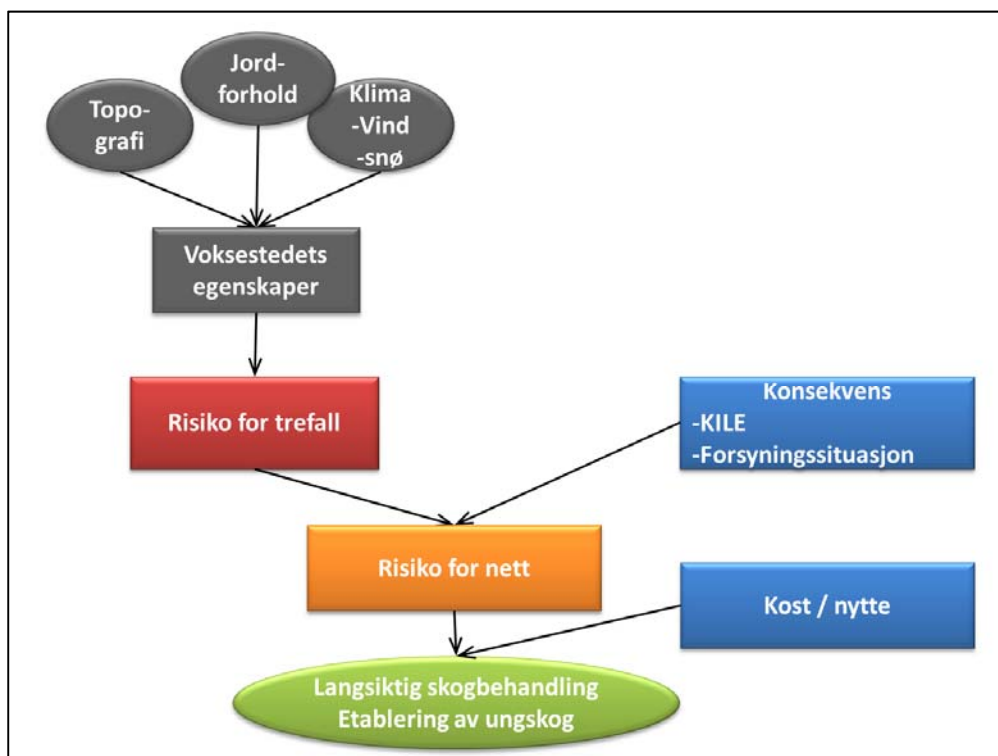 Topo-
grafi
Jord-
forhold
Klima
-Vind
-snø
Voksestedets
egenskaper
Risiko for trefall
Konsekvens
-KILE
-Forsyningssituasjon
Risiko for nett
Kost / nytte
Langsiktig skogbehandling
Etablering av ungskog